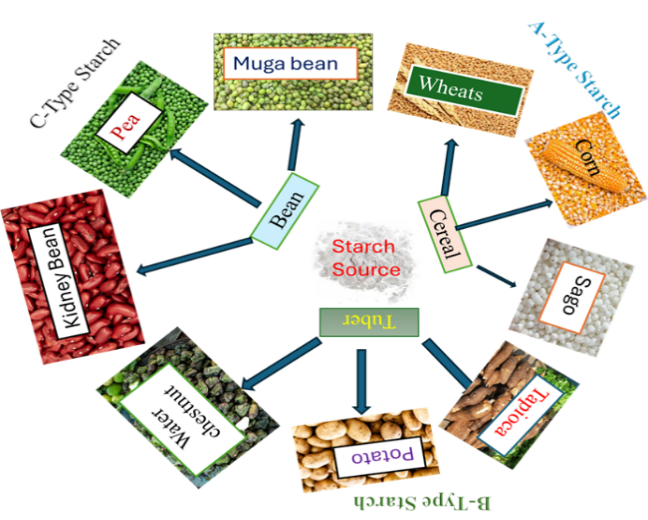 C-Type Starch
Muga bean
Wheats
A-Type Starch
Pea
Corn
Bean
Cereal
Kidney Bean
Starch
Source
Sago
Tuber
Water
chestnut
Potato
Tapioca
B-Type Starch